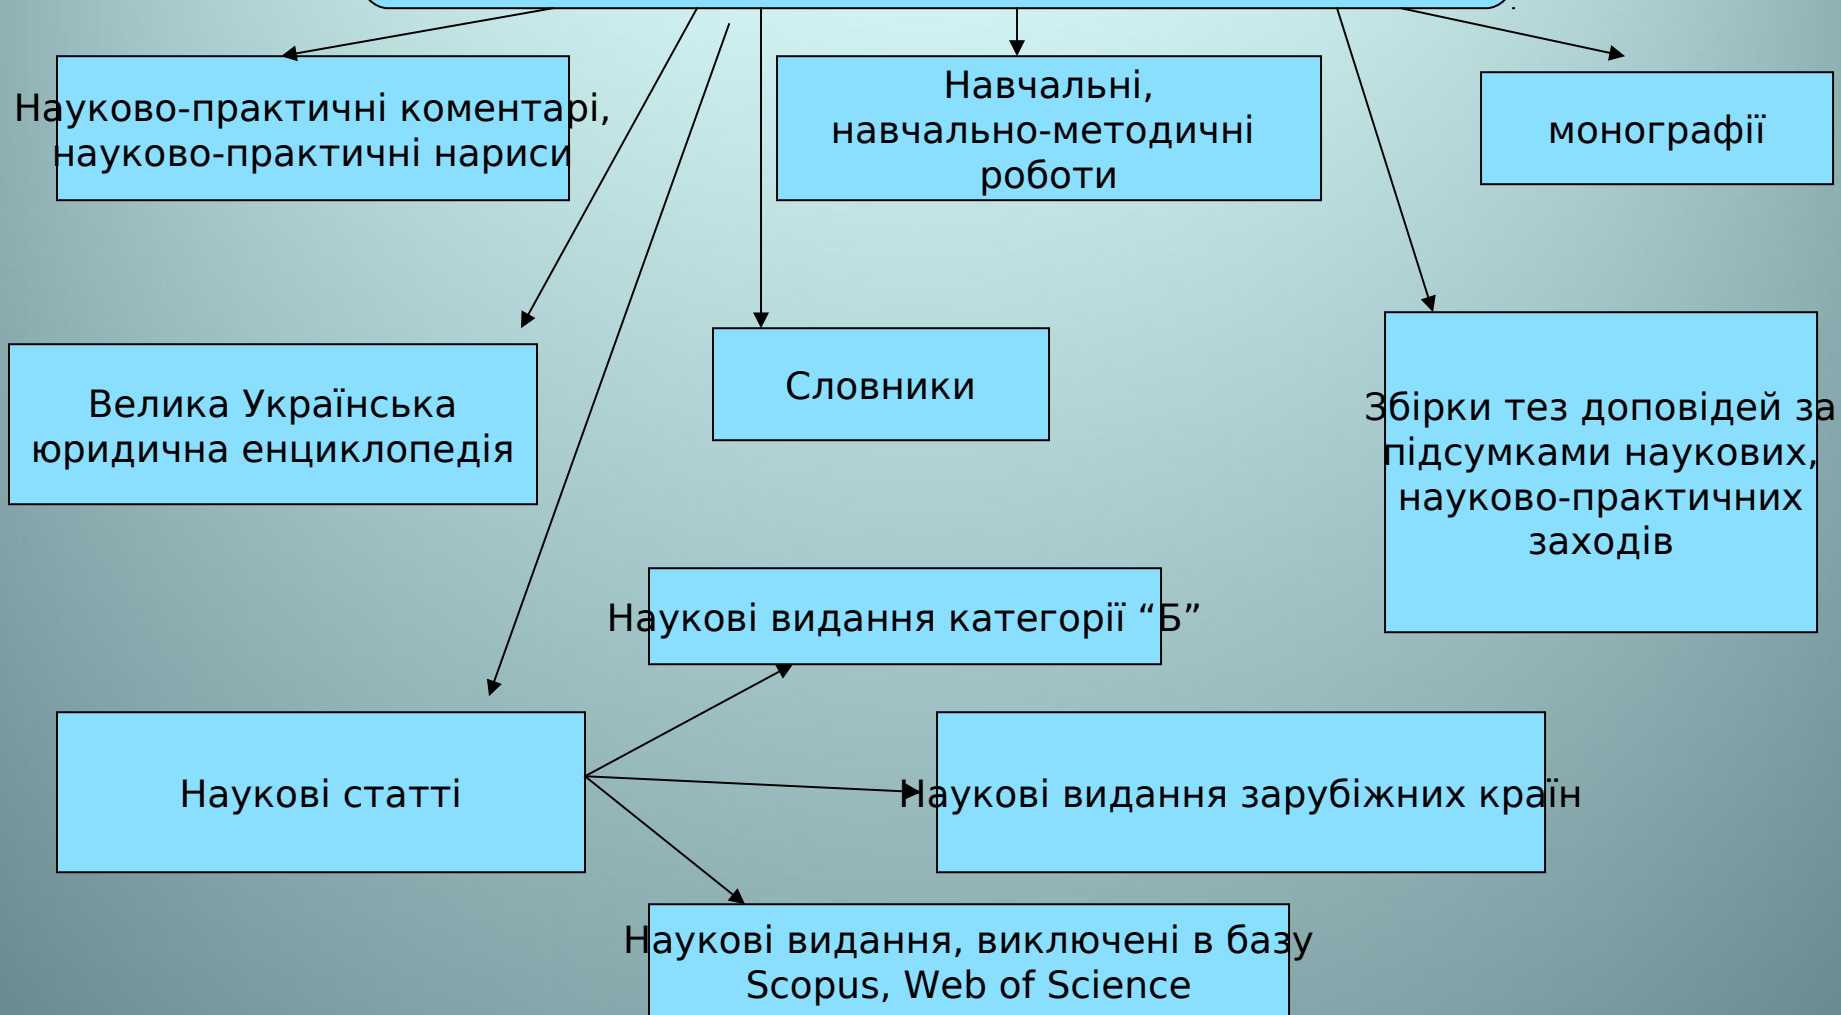 Науково-практичні коментарі,
науково-практичні нариси
Навчальні,
навчально-методичні
роботи
монографії
Велика Українська
юридична енциклопедія
Словники
Збірки тез доповідей за
підсумками наукових,
науково-практичних
заходів
Наукові видання категорії “Б”
Наукові статті
Наукові видання зарубіжних країн
Наукові видання, виключені в базу
Scopus, Web of Science